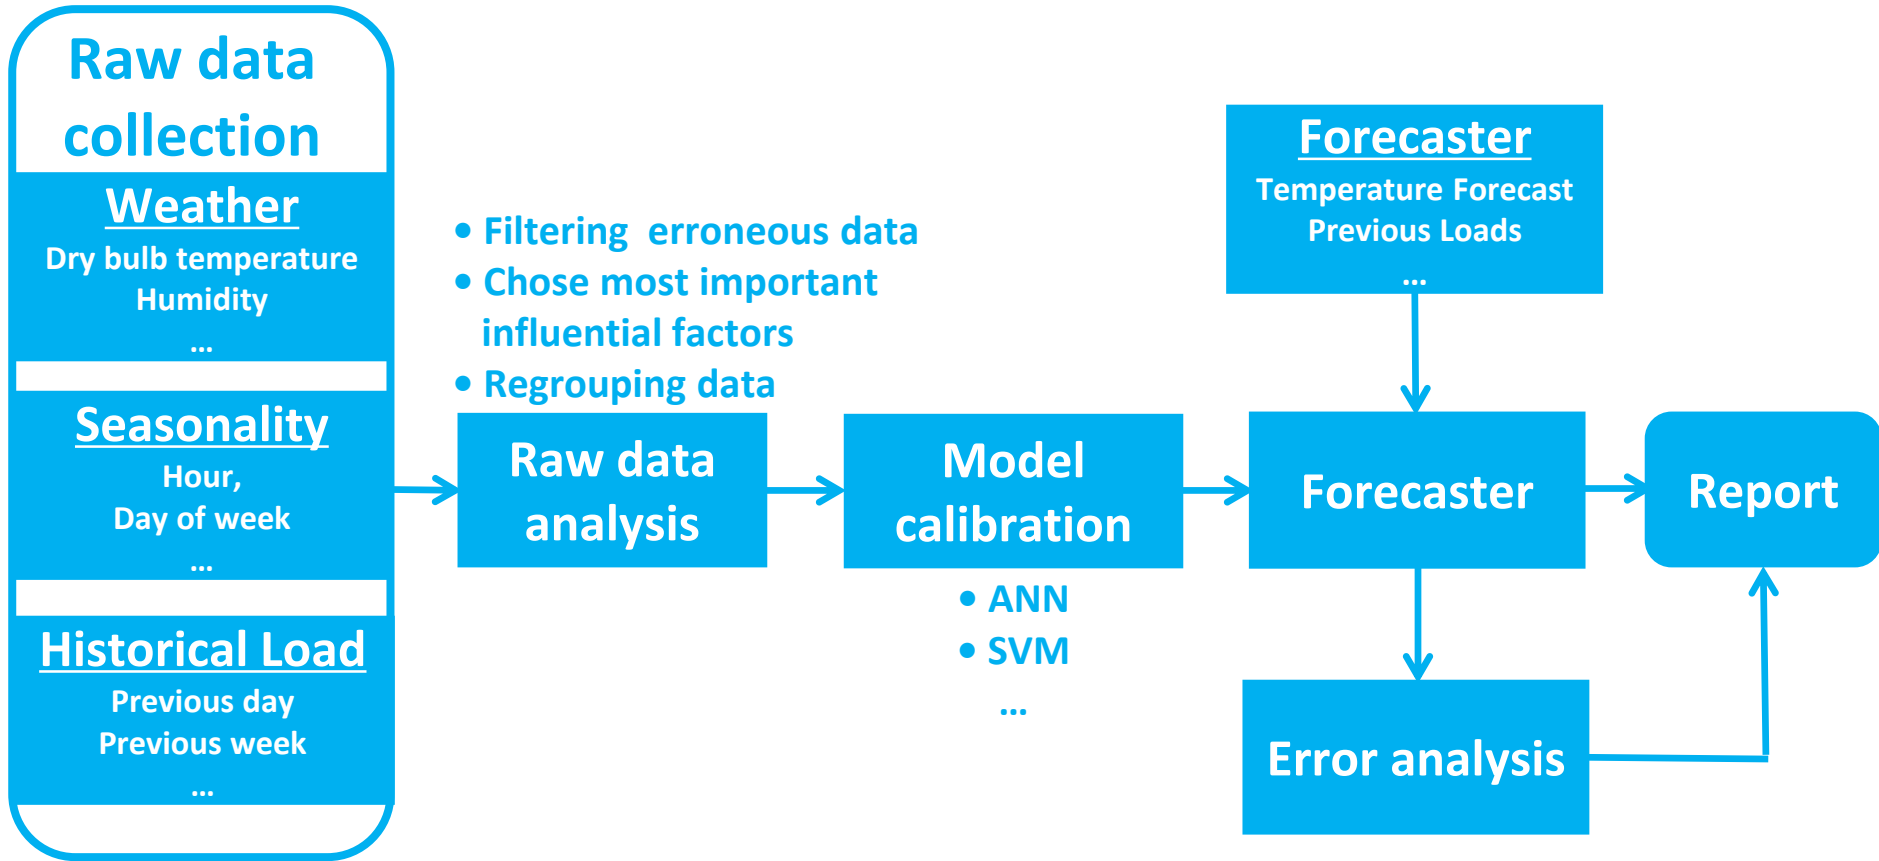 Raw data
collection
Weather
Dry bulb temperature
Humidity
...
Seasonality
Hour,
Day of week
...
Historical Load
Previous day
Previous week
...
• Filtering  erroneous data
• Chose most important
influential factors
• Regrouping data
Raw data
analysis
Model
calibration
• ANN
• SVM
...
Forecaster
Temperature Forecast
Previous Loads
...
Forecaster
Error analysis
Report